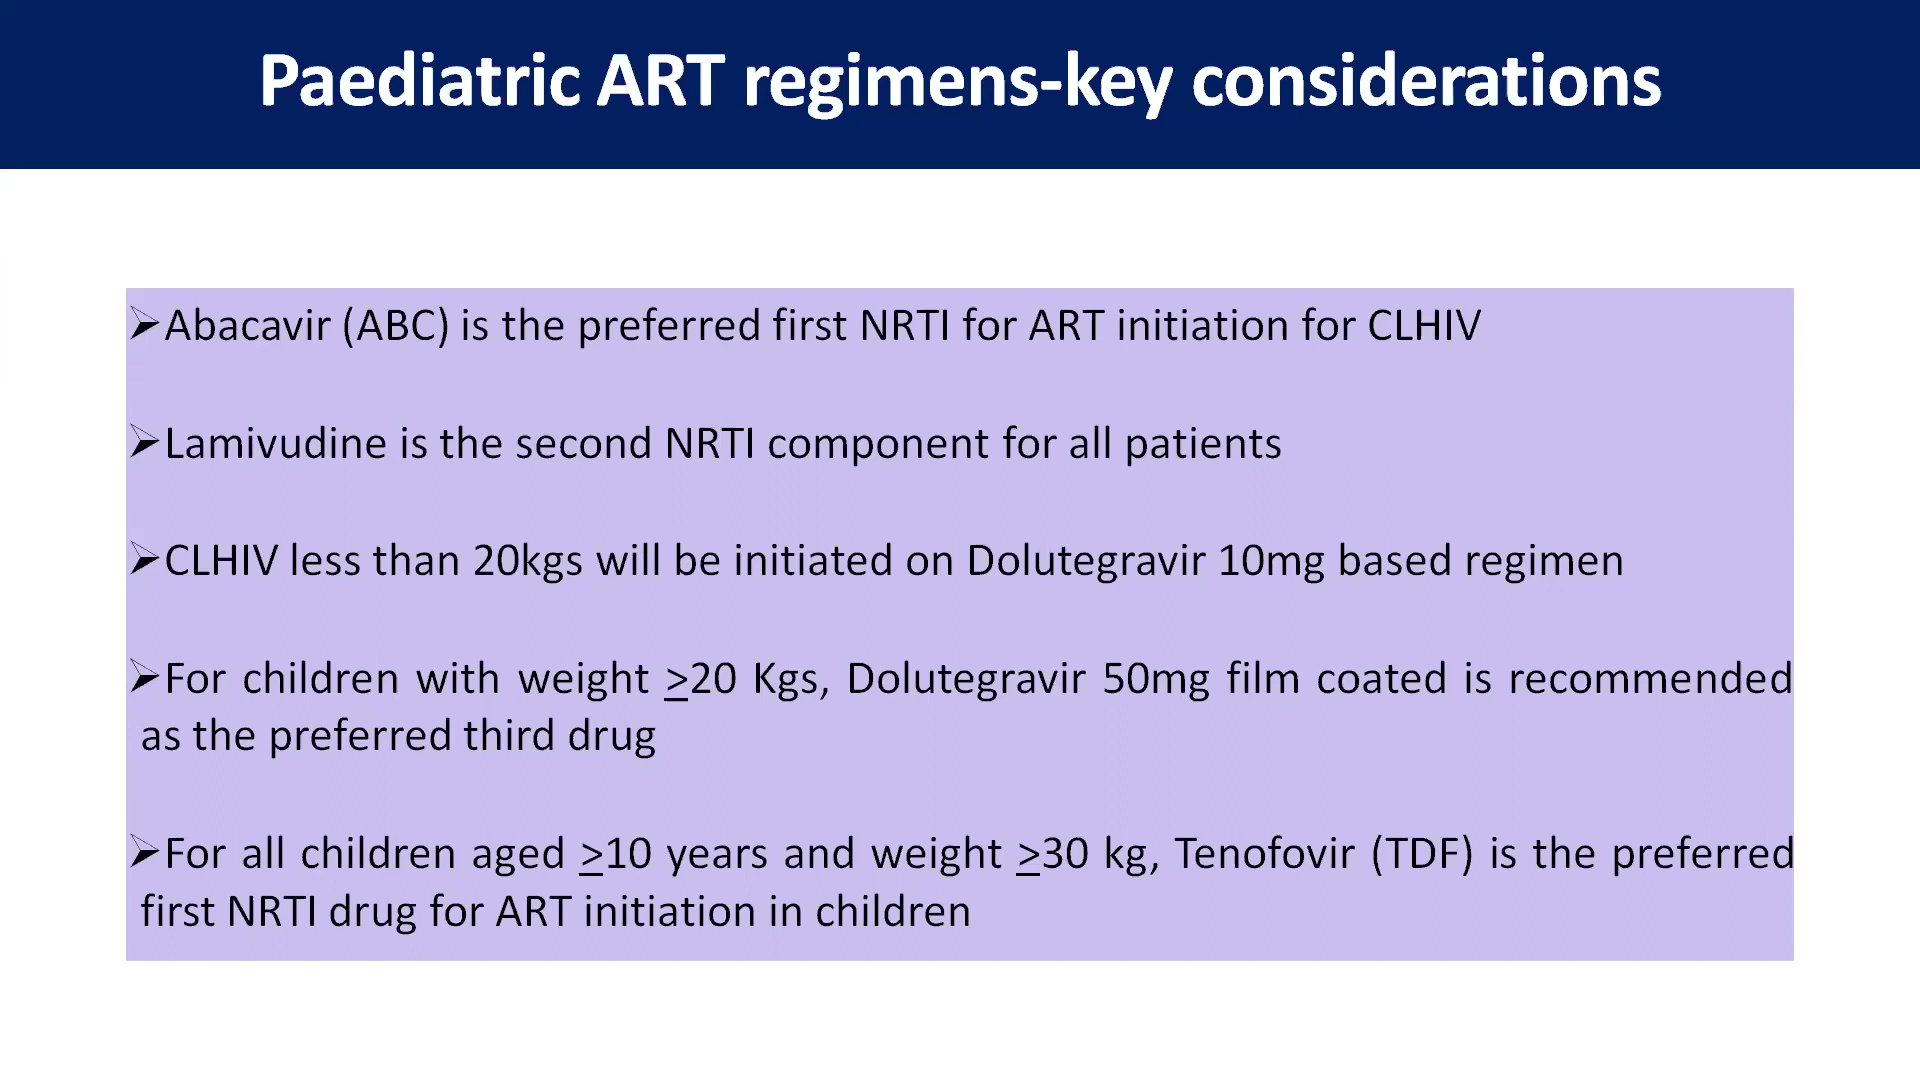 Paediatric ART regimens-key considerations
➢Abacavir (ABC) is the preferred first NRTI for ART initiation for CLHIV
➢Lamivudine is the second NRTI component for all patients
➢CLHIV less than 20kgs will be initiated on Dolutegravir 10mg based regimen
➢For children with weight ≥20 Kgs, Dolutegravir 50mg film coated is recommended
as the preferred third drug
➢For all children aged ≥10 years and weight ≥30 kg, Tenofovir (TDF) is the preferred
first NRTI drug for ART initiation in children